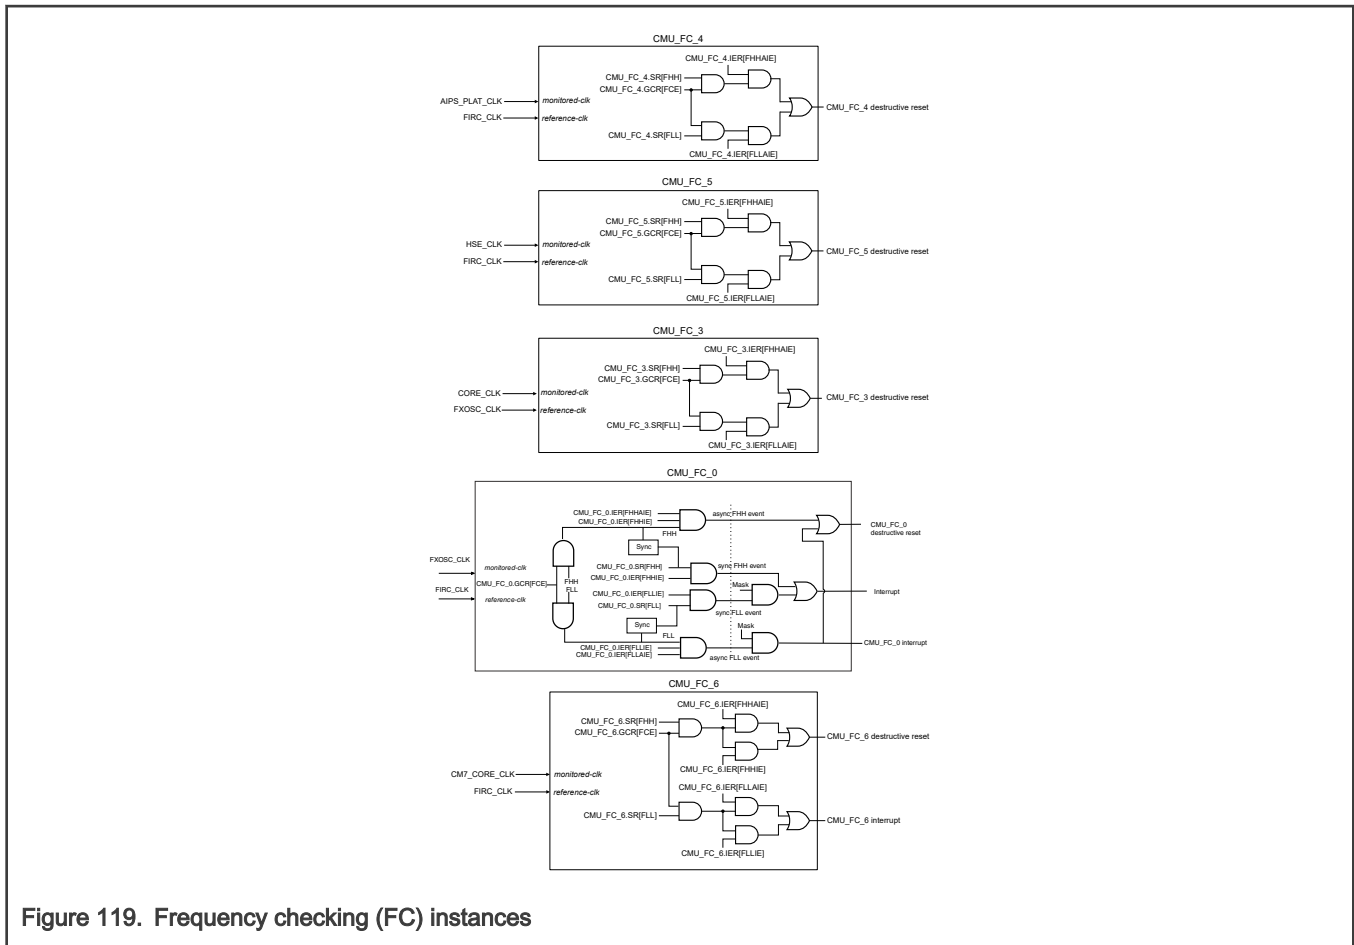 CMU_FC_4
CMU_FC_4.IER[FHHAIE]
CMU_FC_4.SR[FHH]
CMU_FC_4.GCR[FCE]
AIPS_PLAT_CLK
monitored-clk
CMU_FC_4 destructive reset
FIRC_CLK
reference-clk
CMU_FC_4.SR[FLL]
CMU_FC_4.IER[FLLAIE]
CMU_FC_5
CMU_FC_5.IER[FHHAIE]
CMU_FC_5.SR[FHH]
CMU_FC_5.GCR[FCE]
HSE_CLK
monitored-clk
CMU_FC_5 destructive reset
FIRC_CLK
reference-clk
CMU_FC_5.SR[FLL]
CMU_FC_5.IER[FLLAIE]
CMU_FC_3
CMU_FC_3.IER[FHHAIE]
CMU_FC_3.SR[FHH]
CMU_FC_3.GCR[FCE]
CORE_CLK
monitored-clk
CMU_FC_3 destructive reset
FXOSC_CLK
reference-clk
CMU_FC_3.SR[FLL]
CMU_FC_3.IER[FLLAIE]
CMU_FC_0
CMU_FC_0.IER[FHHAIE]
CMU_FC_0.IER[FHHIE]
async FHH event
FHH
CMU_FC_0
destructive reset
Sync
FXOSC_CLK
monitored-clk
CMU_FC_0.SR[FHH]
sync FHH event
CMU_FC_0.IER[FHHIE]
CMU_FC_0.GCR[FCE]
FHH
FLL
Mask
FIRC_CLK
reference-clk
CMU_FC_0.IER[FLLIE]
CMU_FC_0.SR[FLL]
Interrupt
sync FLL event
Sync
Mask
FLL
CMU_FC_0.IER[FLLIE]
CMU_FC_0.IER[FLLAIE]
async FLL event
CMU_FC_0 interrupt
CMU_FC_6
CMU_FC_6.IER[FHHAIE]
CMU_FC_6.SR[FHH]
CMU_FC_6.GCR[FCE]
CMU_FC_6 destructive reset
CMU_FC_6.IER[FHHIE]
CM7_CORE_CLK
monitored-clk
FIRC_CLK
reference-clk
CMU_FC_6.IER[FLLAIE]
CMU_FC_6.SR[FLL]
CMU_FC_6 interrupt
CMU_FC_6.IER[FLLIE]
Figure 119. Frequency checking (FC) instances